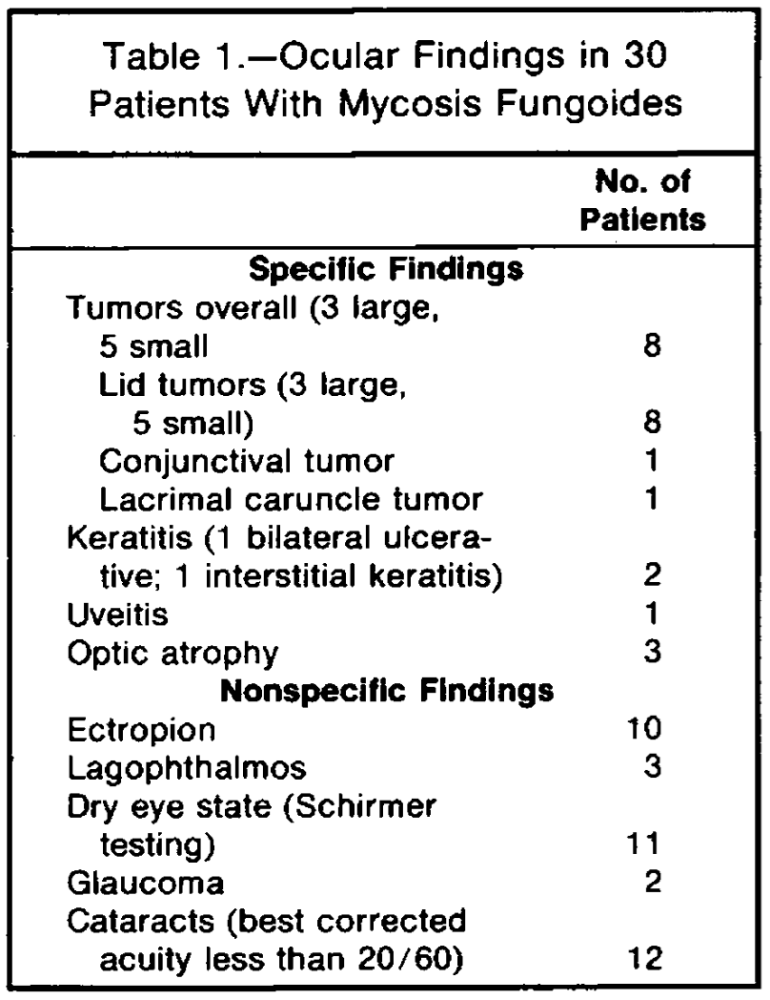 Table 1.—Ocular Findings in 30
Patients With Mycosis Fungoides
No. of
Patients
Specific Findings
Tumors overall (3 large,
5 small 8
Lid tumors (3 large,
5 small) 8
Conjunctival tumor 1
Lacrimal caruncle tumor 1
Keratitis (1 bilateral ulcera-
tive; 1 interstitial keratitis) 2
Uveitis 1
Optic atrophy 3
Nonspecific Findings
Ectropion 10
Lagophthalmos 3
Dry eye state (Schirmer
testing) 11
Glaucoma 2
Cataracts (best corrected
acuity less than 20/60) 12